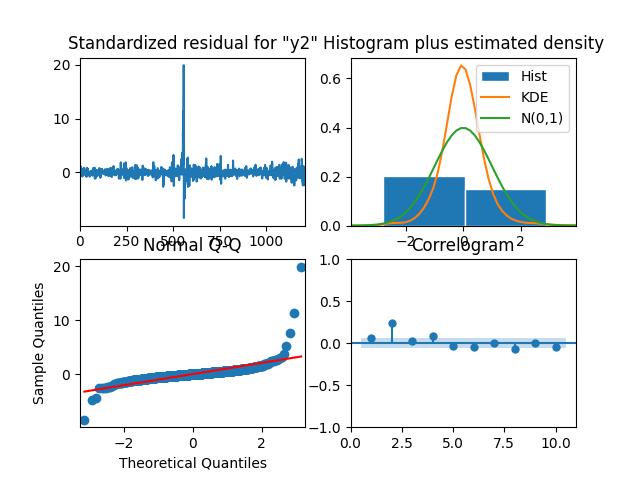 Standardized residual for "y2" Histogram plus estimated density
20
10
0
0 250 500 750 1000
0.6
0.4
0.2
0.0
−2 0 2
Hist
KDE
N(0,1)
Normal Q-Q
20
10
0
−2 0 2
Sample Quantiles
Theoretical Quantiles
Correlogram
1.0
0.5
0.0
−0.5
−1.0
0.0 2.5 5.0 7.5 10.0